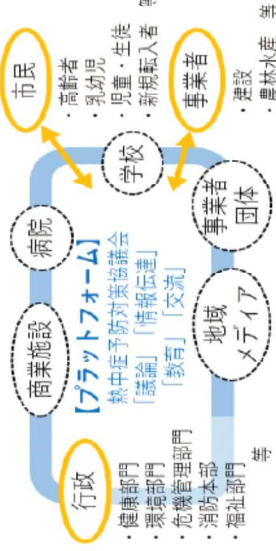 行政
・健康部門
・環境部門
・危機管理部門
・消防本部
・福祉部門
等
商業施設
病院
【プラットフォーム】
熱中症予防対策協議会
「議論」「情報伝達」
「教育」「交流」
学校
地域
メディア
事業者
団体
市民
・高齢者
・乳幼児
・児童・生徒
・新規転入者
等
事業者
・建設
・農林水産 等